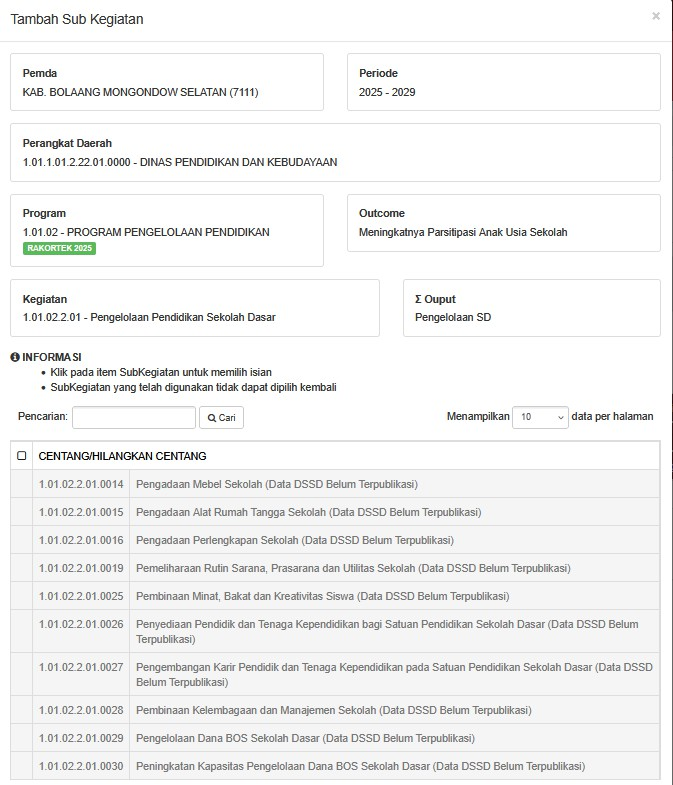 Tambah Sub Kegiatan
×
Pemda
KAB. BOLAANG MONGONDOW SELATAN (7111)
Periode
2025 - 2029
Perangkat Daerah
1.01.1.01.2.22.01.0000 - DINAS PENDIDIKAN DAN KEBUDAYAAN
Program
1.01.02 - PROGRAM PENGELOLAAN PENDIDIKAN
RAKORTEK 2025
Outcome
Meningkatnya Parsitipasi Anak Usia Sekolah
Kegiatan
1.01.02.2.01 - Pengelolaan Pendidikan Sekolah Dasar
Σ Ouput
Pengelolaan SD
INFORMASI
• Klik pada item SubKegiatan untuk memilih isian
• SubKegiatan yang telah digunakan tidak dapat dipilih kembali
Pencarian: Cari
Menampilkan 10 data per halaman
CENTANG/HILANGKAN CENTANG
1.01.02.2.01.0014 Pengadaan Mebel Sekolah (Data DSSD Belum Terpublikasi)
1.01.02.2.01.0015 Pengadaan Alat Rumah Tangga Sekolah (Data DSSD Belum Terpublikasi)
1.01.02.2.01.0016 Pengadaan Perlengkapan Sekolah (Data DSSD Belum Terpublikasi)
1.01.02.2.01.0019 Pemeliharaan Rutin Sarana, Prasarana dan Utilitas Sekolah (Data DSSD Belum Terpublikasi)
1.01.02.2.01.0025 Pembinaan Minat, Bakat dan Kreativitas Siswa (Data DSSD Belum Terpublikasi)
1.01.02.2.01.0026 Penyediaan Pendidik dan Tenaga Kependidikan bagi Satuan Pendidikan Sekolah Dasar (Data DSSD Belum
Terpublikasi)
1.01.02.2.01.0027 Pengembangan Karir Pendidik dan Tenaga Kependidikan pada Satuan Pendidikan Sekolah Dasar (Data DSSD
Belum Terpublikasi)
1.01.02.2.01.0028 Pembinaan Kelembagaan dan Manajemen Sekolah (Data DSSD Belum Terpublikasi)
1.01.02.2.01.0029 Pengelolaan Dana BOS Sekolah Dasar (Data DSSD Belum Terpublikasi)
1.01.02.2.01.0030 Peningkatan Kapasitas Pengelolaan Dana BOS Sekolah Dasar (Data DSSD Belum Terpublikasi)